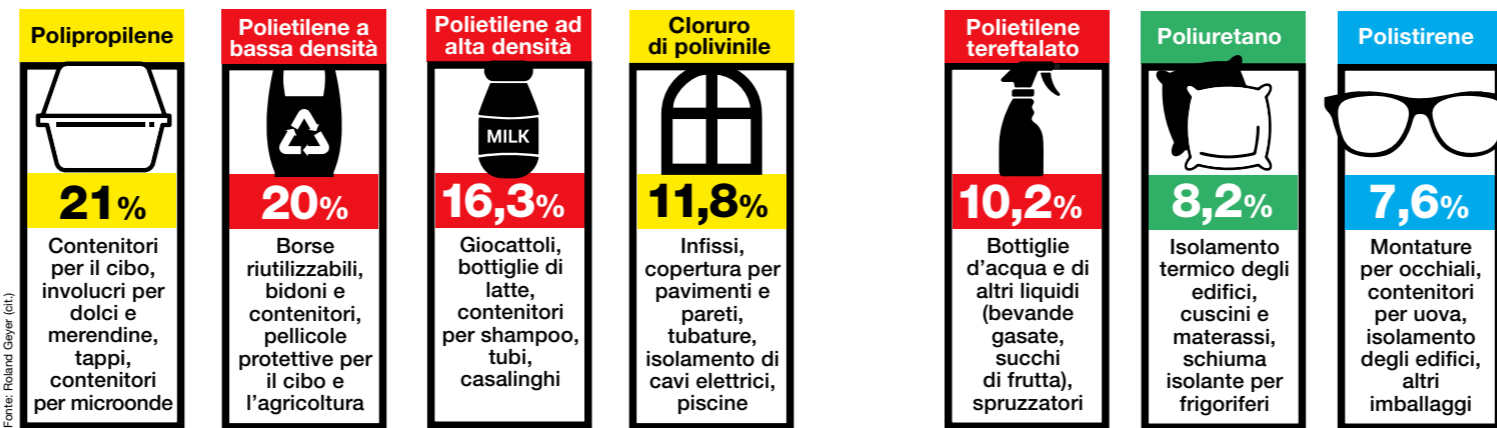 Polipropilene
21%
Contenitori
per il cibo,
involucri per
dolci e
merendine,
tappi,
contenitori
per microonde
Polietilene a
bassa densità
20%
Borse
riutilizzabili,
bidoni e
contenitori,
pellicole
protettive per
il cibo e
l'agricoltura
Polietilene ad
alta densità
MILK
16,3%
Giocattoli,
bottiglie di
latte,
contenitori
per shampoo,
tubi,
casalinghi
Cloruro
di polivinile
11,8%
Infissi,
copertura per
pavimenti e
pareti,
tubature,
isolamento di
cavi elettrici,
piscine
Polietilene
tereftalato
10,2%
Bottiglie
d'acqua e di
altri liquidi
(bevande
gasate,
succhi
di frutta),
spruzzatori
Poliuretano
8,2%
Isolamento
termico degli
edifici,
cuscini e
materassi,
schiuma
isolante per
frigoriferi
Polistirene
7,6%
Montature
per occhiali,
contenitori
per uova,
isolamento
degli edifici,
altri
imballaggi
Fonte: Roland Geyer (cit.)